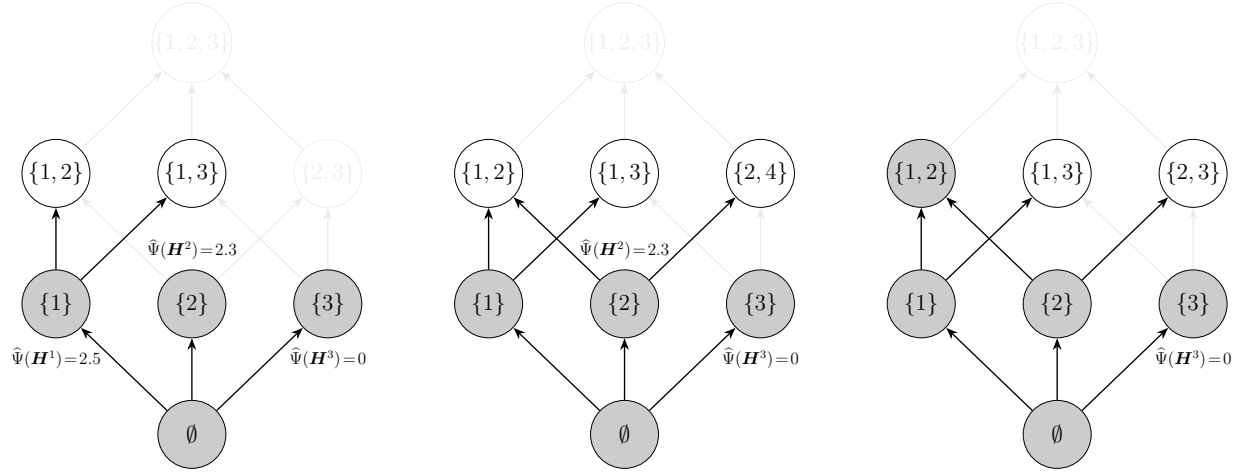 {1, 2, 3}
{1, 2}
{1, 3}
{2, 3}
Ψ̂(H²)=2.3
{1}
{2}
{3}
Ψ̂(H¹)=2.5
Ψ̂(H³)=0
∅
{1, 2, 3}
{1, 2}
{1, 3}
{2, 4}
Ψ̂(H²)=2.3
{1}
{2}
{3}
Ψ̂(H³)=0
∅
{1, 2, 3}
{1, 2}
{1, 3}
{2, 3}
{1}
{2}
{3}
Ψ̂(H³)=0
∅